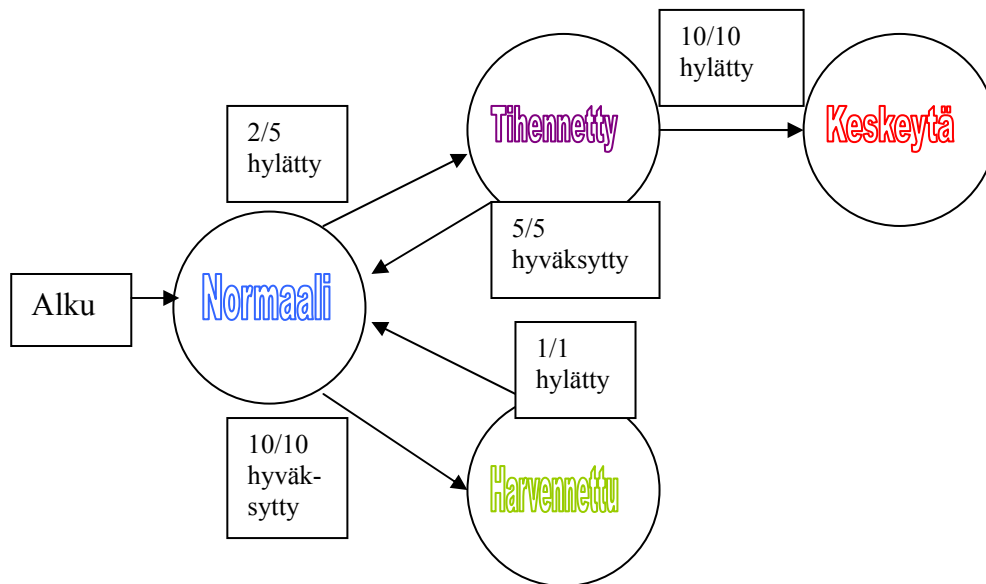 10/10
hylätty
Tihennetty
Keskeytä
2/5
hylätty
5/5
hyväksytty
Alku
Normaali
1/1
hylätty
10/10
hyväk-
sytty
Harvennettu